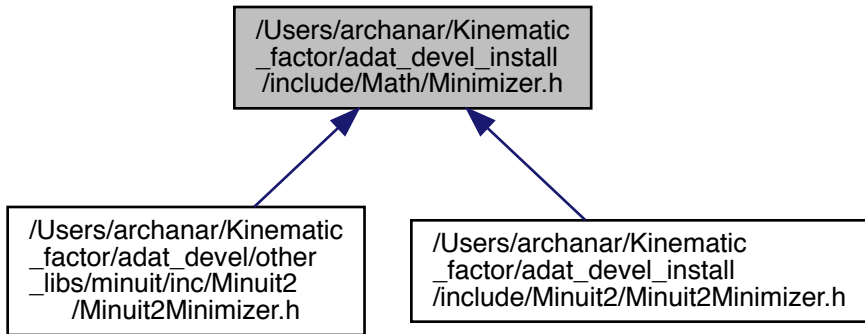 /Users/archanar/Kinematic
_factor/adat_devel_install
/include/Math/Minimizer.h
/Users/archanar/Kinematic
_factor/adat_devel/other
_libs/minuit/inc/Minuit2
/Minuit2Minimizer.h
/Users/archanar/Kinematic
_factor/adat_devel_install
/include/Minuit2/Minuit2Minimizer.h